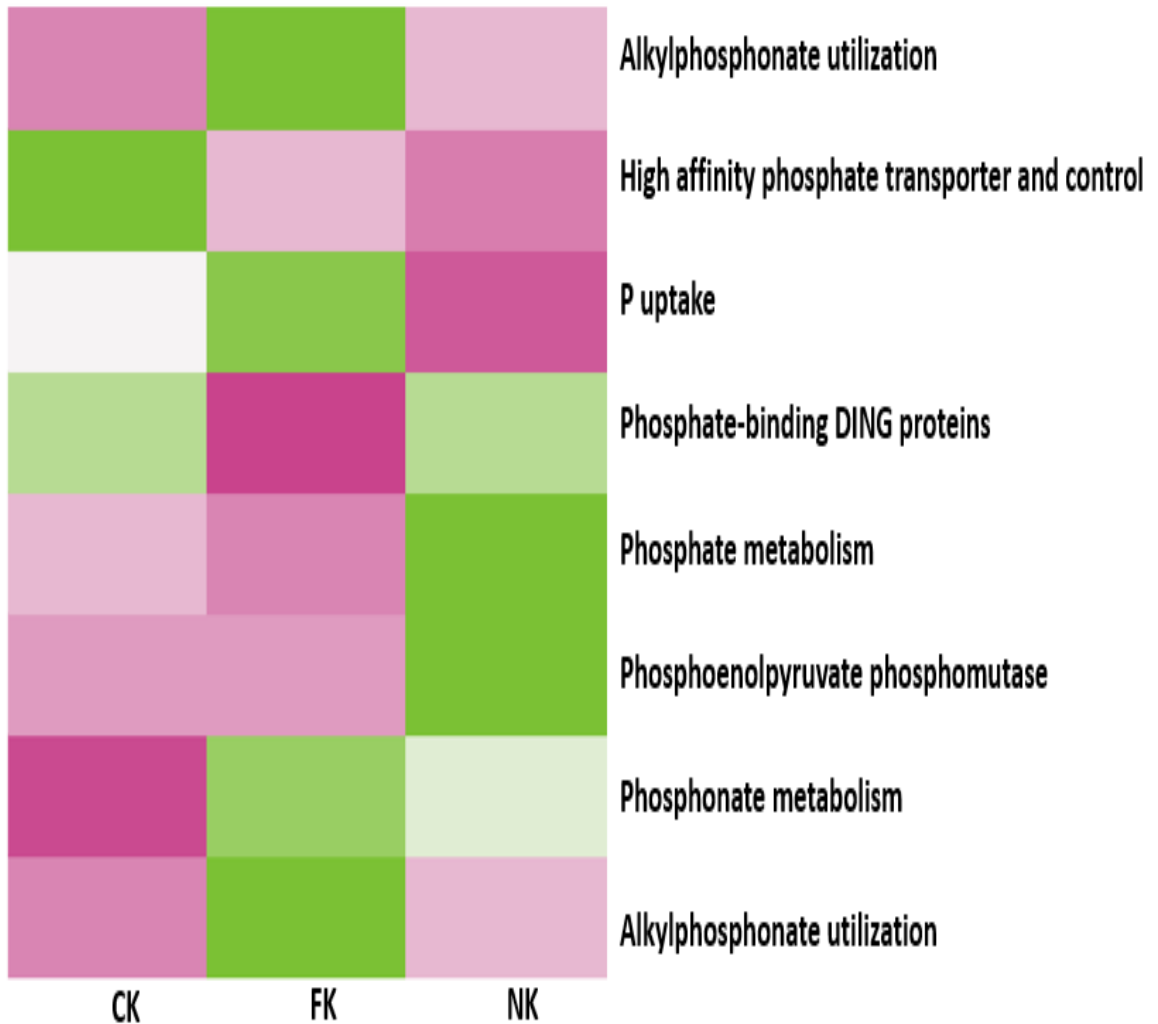 Alkylphosphonate utilization
High affinity phosphate transporter and control
P uptake
Phosphate-binding DING proteins
Phosphate metabolism
Phosphoenolpyruvate phosphomutase
Phosphonate metabolism
Alkylphosphonate utilization
CK FK NK